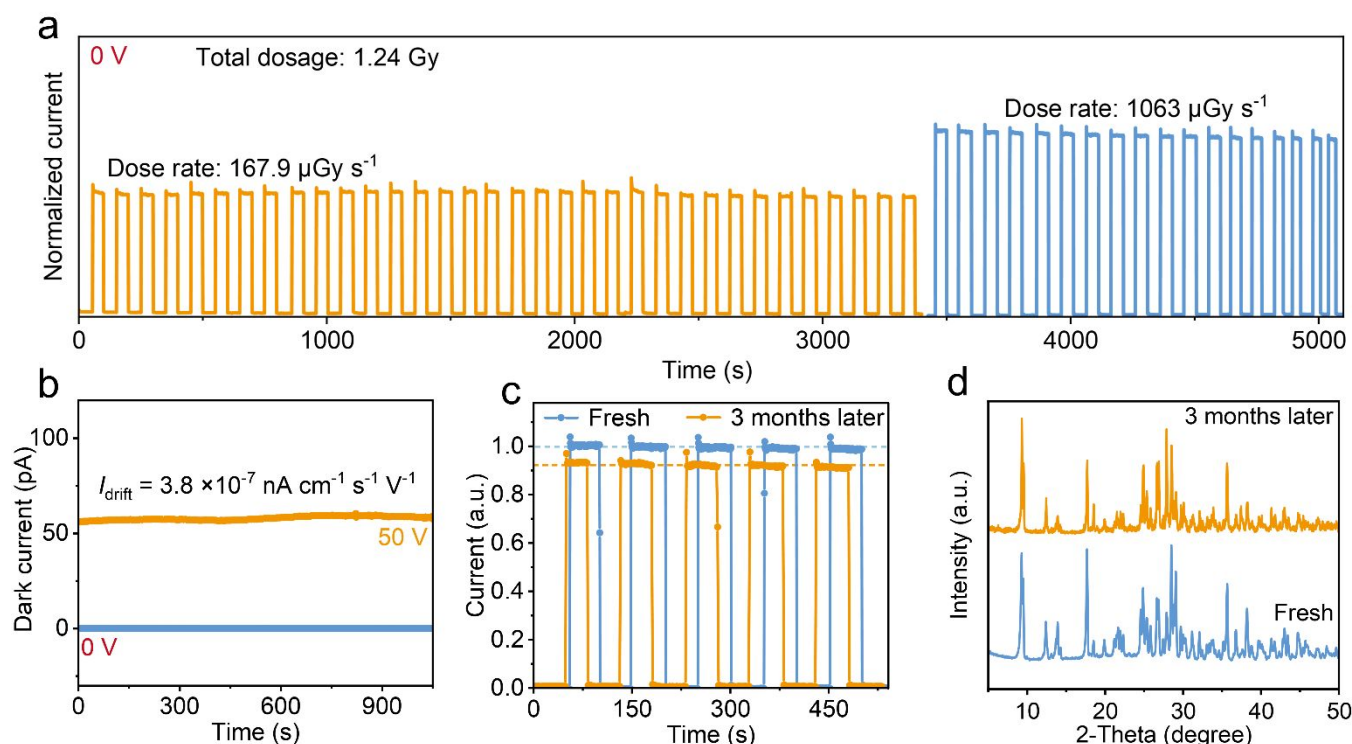 a
0 V
Total dosage: 1.24 Gy
Dose rate: 167.9 µGy s⁻¹
Dose rate: 1063 µGy s⁻¹
Normalized current
0 1000 2000 3000 4000 5000
Time (s)
b
100
50
0
Dark current (pA)
I_drift = 3.8 ×10⁻⁷ nA cm⁻¹ s⁻¹ V⁻¹
50 V
0 V
0 300 600 900
Time (s)
c
Fresh 3 months later
1.0
0.8
0.6
0.4
0.2
0.0
Current (a.u.)
0 150 300 450
Time (s)
d
3 months later
Fresh
Intensity (a.u.)
10 20 30 40 50
2-Theta (degree)